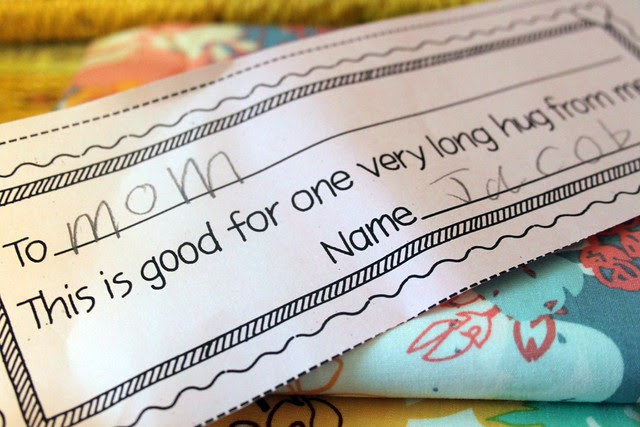 To mom
This is good for one very long hug from me
Name Jacob